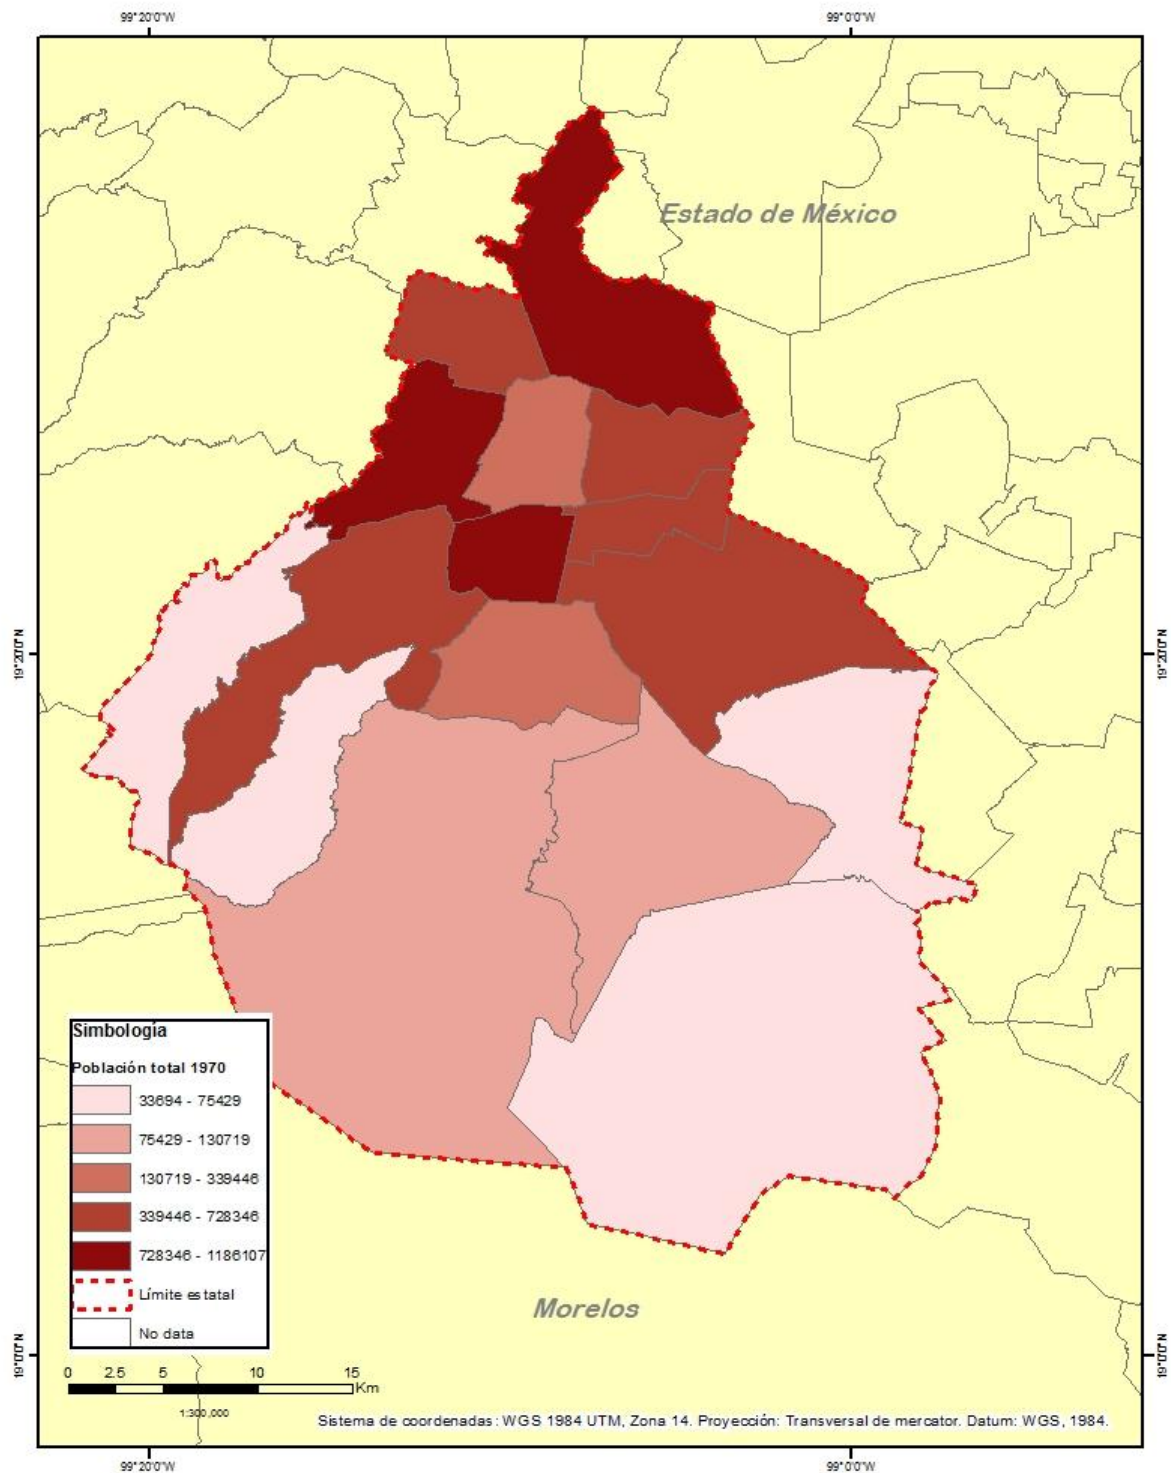 99°20'0"W 99°0'0"W
Estado de México
19°20'0"N 19°20'0"N
Simbología
Población total 1970
33694 - 75429
75429 - 130719
130719 - 339446
339446 - 728346
728346 - 1186107
Límite estatal
No data
Morelos
19°0'0"N 19°0'0"N
0 2.5 5 10 15
Km
1:300,000
Sistema de coordenadas: WGS 1984 UTM, Zona 14. Proyección: Transversal de mercator. Datum: WGS, 1984.
99°20'0"W 99°0'0"W